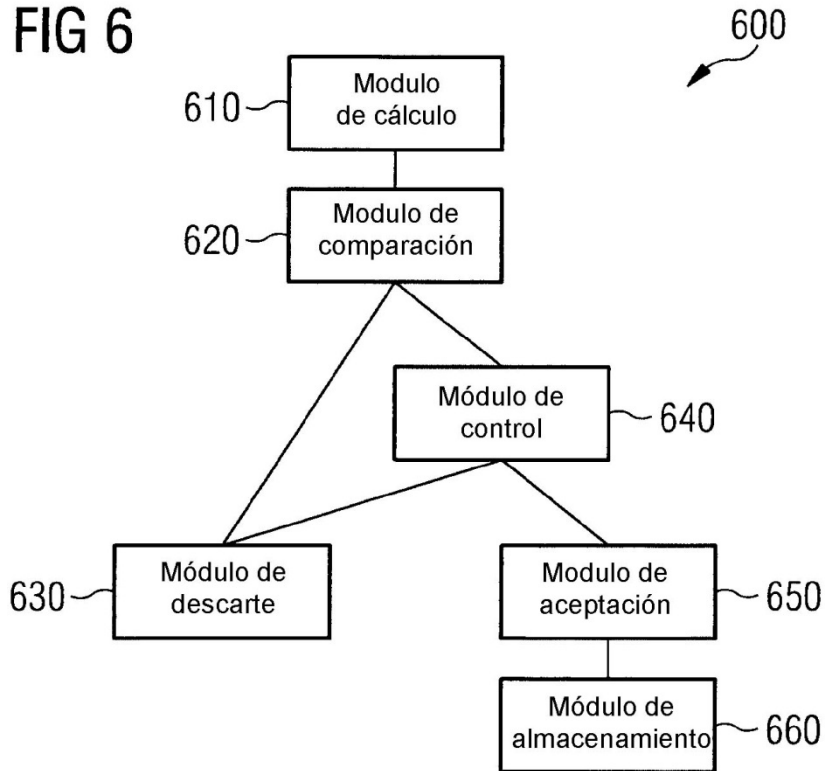 FIG 6
600
610
Modulo
de cálculo
620
Modulo de
comparación
Módulo de
control
640
630
Módulo de
descarte
Modulo de
aceptación
650
Módulo de
almacenamiento
660